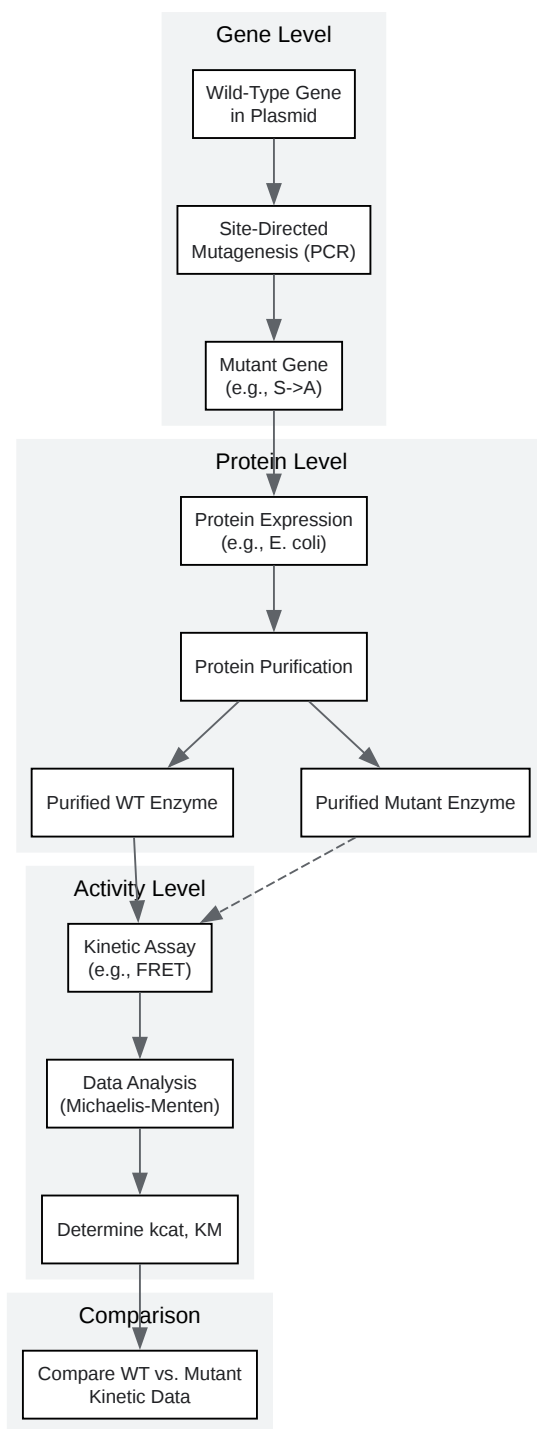 Gene Level
Wild-Type Gene
in Plasmid
Site-Directed
Mutagenesis (PCR)
Mutant Gene
(e.g., S->A)
Protein Level
Protein Expression
(e.g., E. coli)
Protein Purification
Purified WT Enzyme
Purified Mutant Enzyme
Activity Level
Kinetic Assay
(e.g., FRET)
Data Analysis
(Michaelis-Menten)
Determine kcat, KM
Comparison
Compare WT vs. Mutant
Kinetic Data